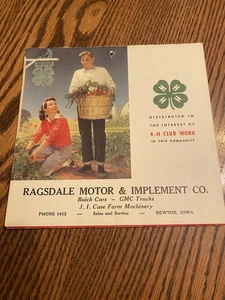 H H
H H
DISTRIBUTED IN
THE INTEREST OF
4-H CLUB WORK
IN THIS COMMUNITY
RAGSDALE MOTOR & IMPLEMENT CO.
Buick Cars - GMC Trucks
J. I. Case Farm Machinery
PHONE 1412 — Sales and Service — NEWTON, IOWA